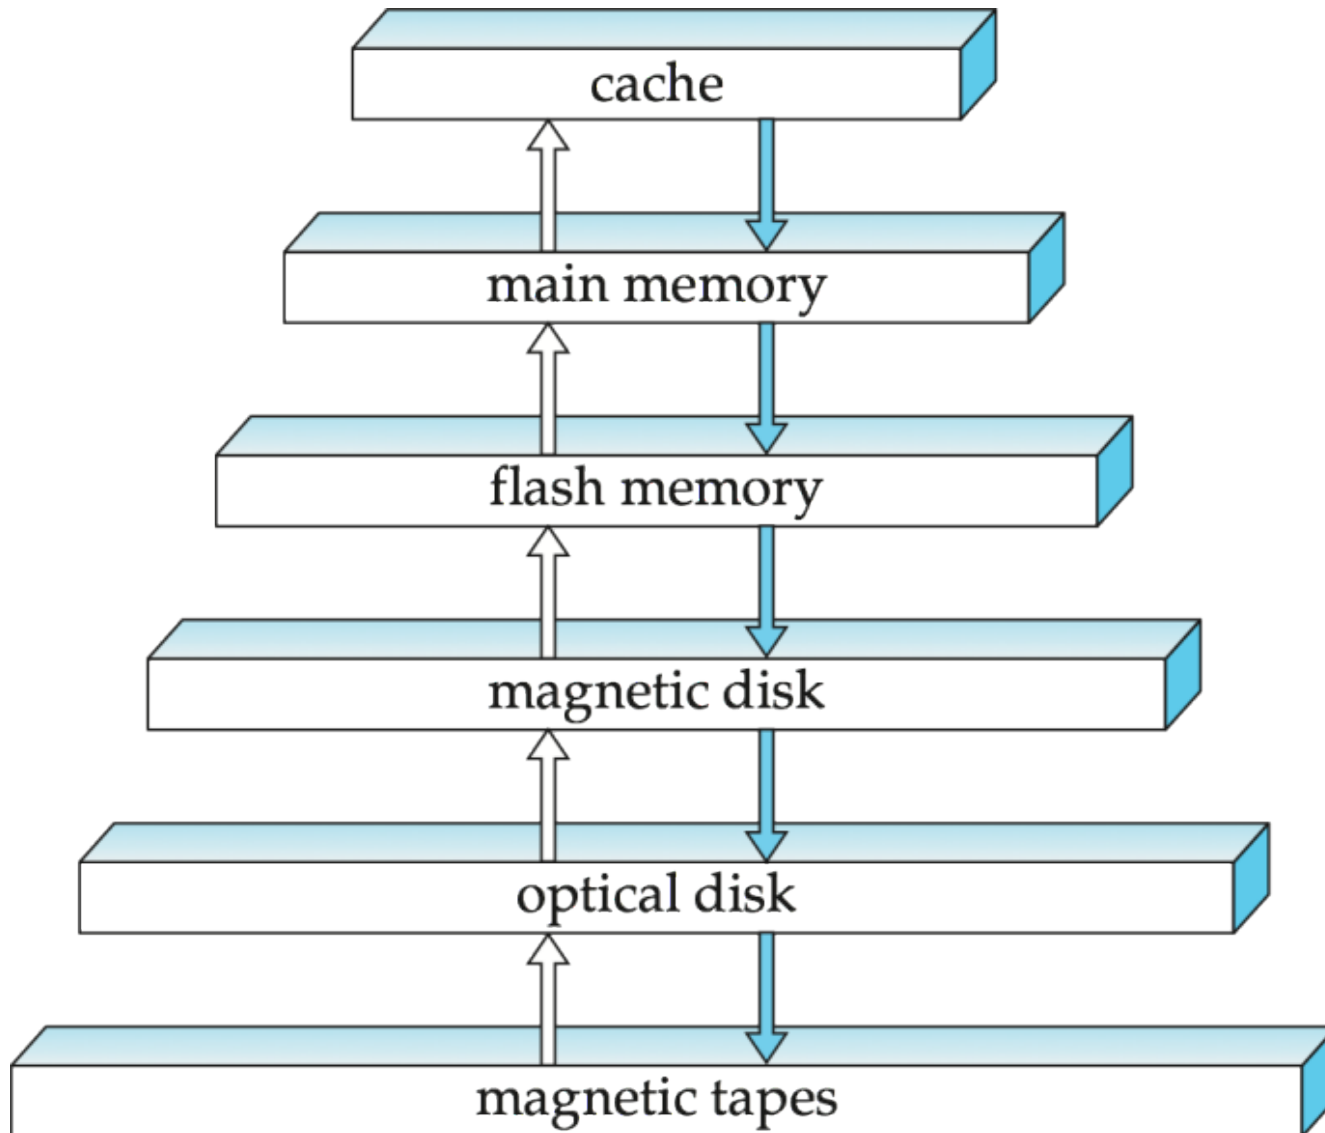 cache
main memory
flash memory
magnetic disk
optical disk
magnetic tapes